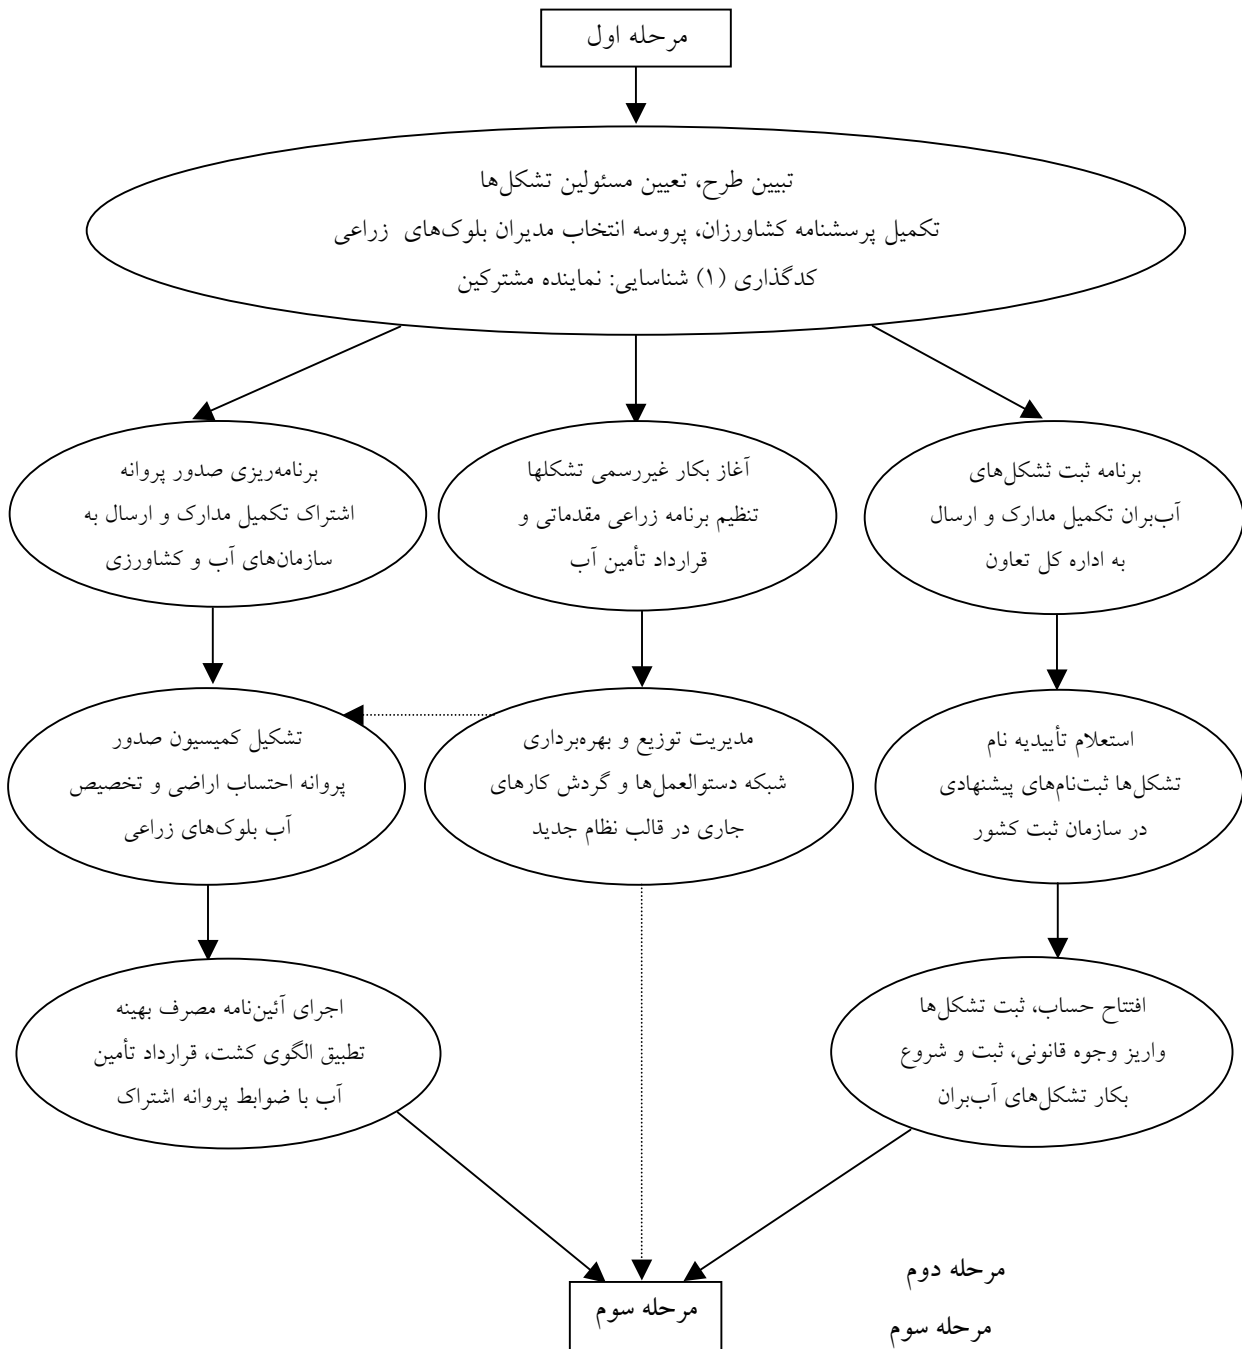 مرحله اول
تبیین طرح، تعیین مسئولین تشکل‌ها
تکمیل پرسشنامه کشاورزان، پروسه انتخاب مدیران بلوک‌های زراعی
کدگذاری (۱) شناسایی: نماینده مشترکین
برنامه ثبت ثشکل‌های
آب‌بران تکمیل مدارک و ارسال
به اداره کل تعاون
آغاز بکار غیررسمی تشکلها
تنظیم برنامه زراعی مقدماتی و
قرارداد تأمین آب
برنامه‌ریزی صدور پروانه
اشتراک تکمیل مدارک و ارسال به
سازمان‌های آب و کشاورزی
استعلام تأییدیه نام
تشکل‌ها ثبت‌نام‌های پیشنهادی
در سازمان ثبت کشور
مدیریت توزیع و بهره‌برداری
شبکه دستوالعمل‌ها و گردش کارهای
جاری در قالب نظام جدید
تشکیل کمیسیون صدور
پروانه احتساب اراضی و تخصیص
آب بلوک‌های زراعی
افتتاح حساب، ثبت تشکل‌ها
واریز وجوه قانونی، ثبت و شروع
بکار تشکل‌های آب‌بران
اجرای آئین‌نامه مصرف بهینه
تطبیق الگوی کشت، قرارداد تأمین
آب با ضوابط پروانه اشتراک
مرحله دوم
مرحله سوم
مرحله سوم